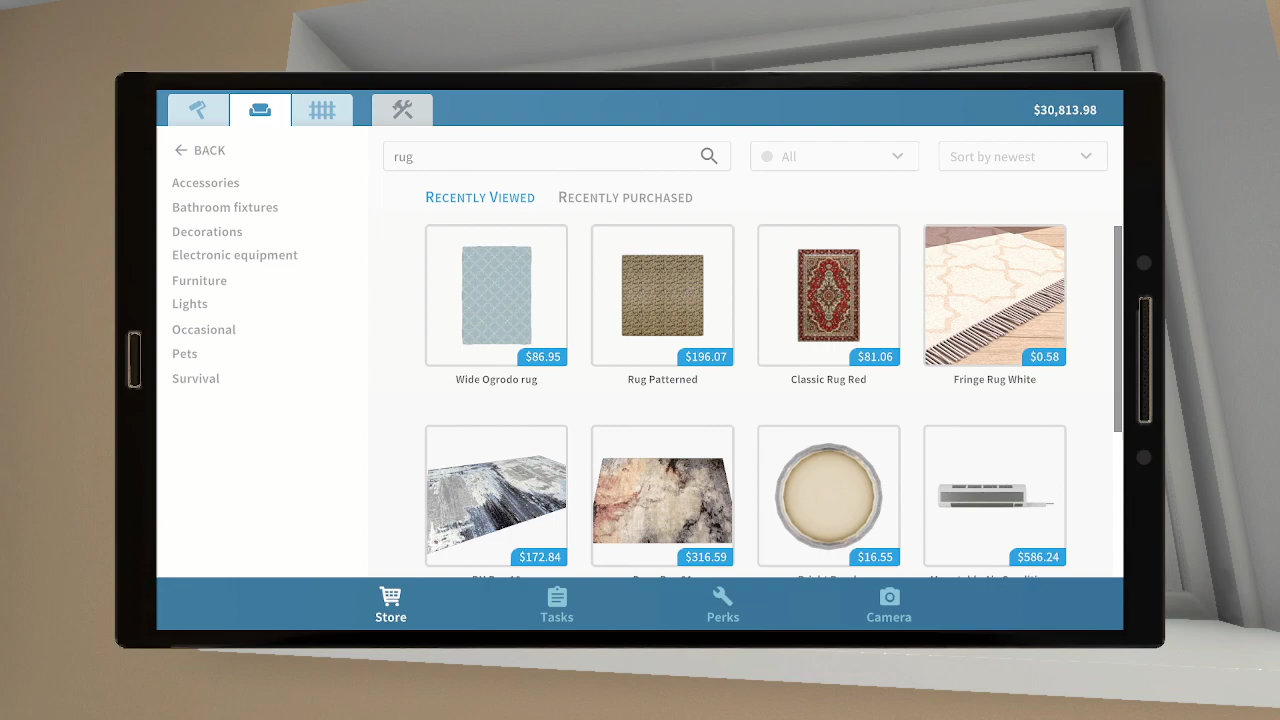 $30,813.98
BACK
rug
All
Sort by newest
Accessories
Bathroom fixtures
Decorations
Electronic equipment
Furniture
Lights
Occasional
Pets
Survival
RECENTLY VIEWED
RECENTLY PURCHASED
$86.95
$196.07
$81.06
$0.58
Wide Ogrodo rug
Rug Patterned
Classic Rug Red
Fringe Rug White
$172.84
$316.59
$16.55
$586.24
Store
Tasks
Perks
Camera